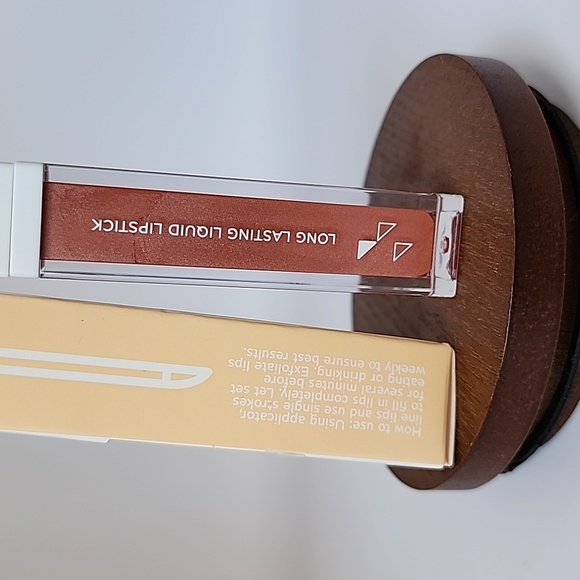 LONG LASTING LIQUID LIPSTICK
How to use: Using applicator,
line lips and use single strokes
to fill in lips completely. Let set
for several minutes before
eating or drinking. Exfoliate lips
weekly to ensure best results.